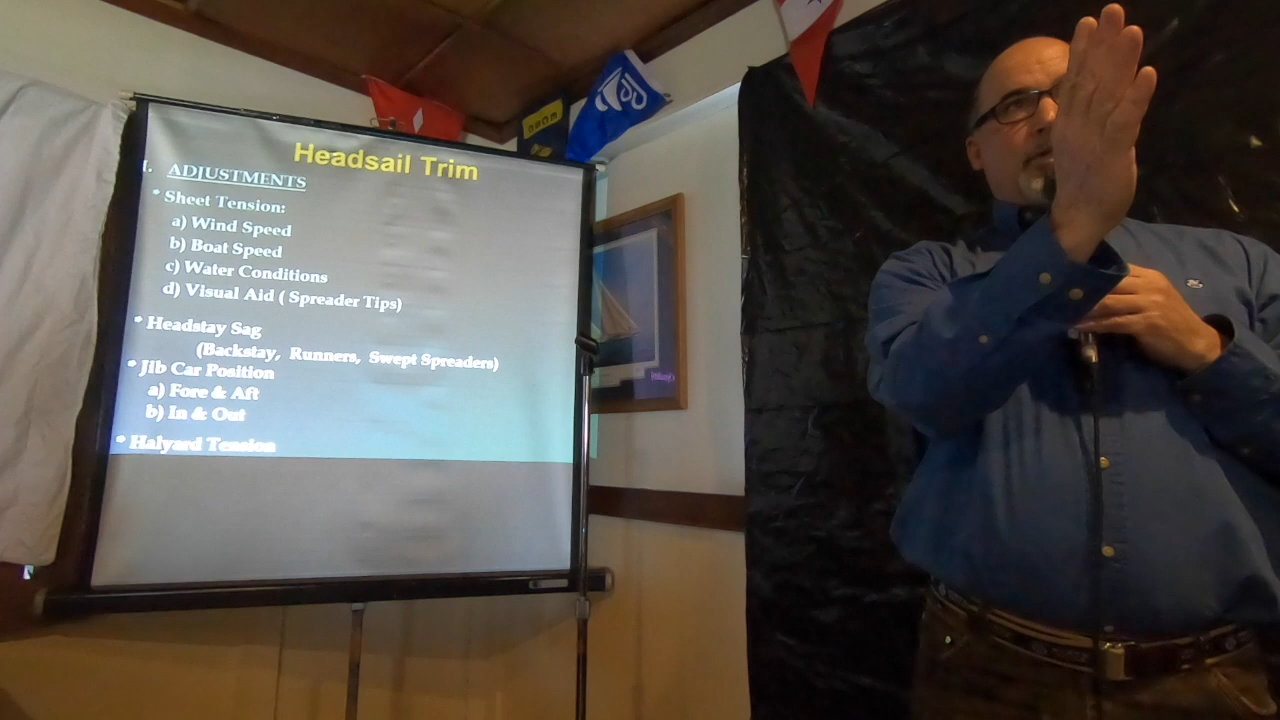 Headsail Trim
I. ADJUSTMENTS
* Sheet Tension:
a) Wind Speed
b) Boat Speed
c) Water Conditions
d) Visual Aid ( Spreader Tips)
* Headstay Sag
(Backstay, Runners, Swept Spreaders)
* Jib Car Position
a) Fore & Aft
b) In & Out
* Halyard Tension